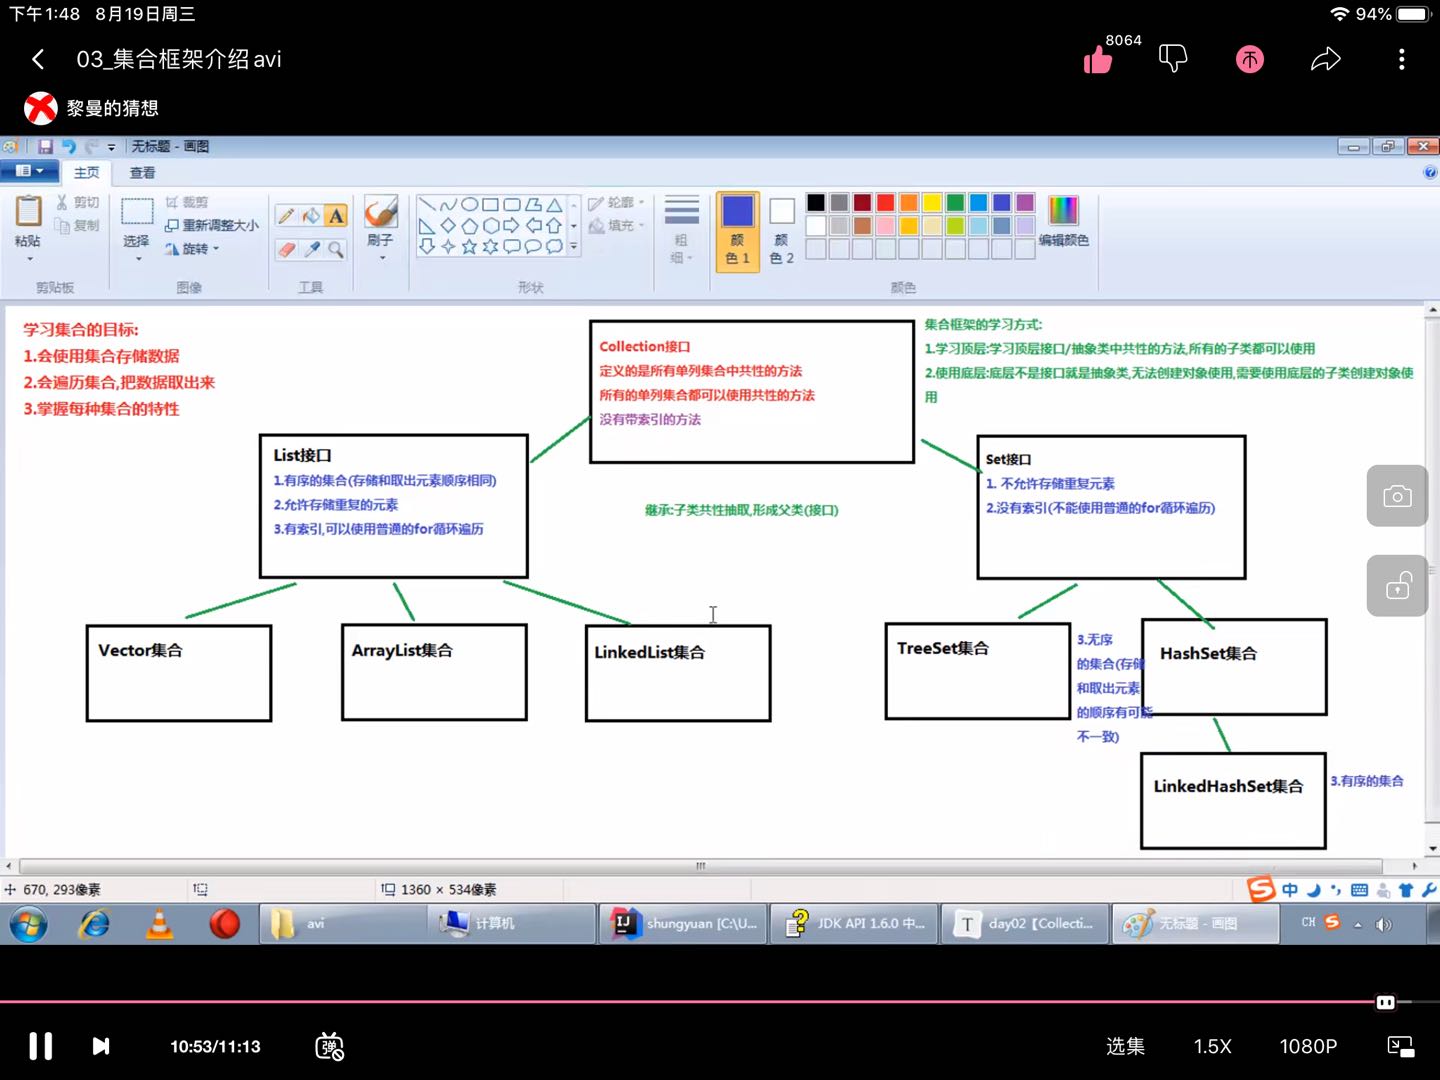 下午1:48 8月19日周三
94%
03_集合框架介绍avi
8064
黎曼的猜想
无标题 - 画图
主页 查看
粘贴
剪切
复制
剪贴板
选择
裁剪
重新调整大小
旋转
图像
工具
刷子
轮廓
填充
形状
粗
细
颜
色 1
颜
色 2
编辑颜色
颜色
学习集合的目标:
1.会使用集合存储数据
2.会遍历集合,把数据取出来
3.掌握每种集合的特性
Collection接口
定义的是所有单列集合中共性的方法
所有的单列集合都可以使用共性的方法
没有带索引的方法
集合框架的学习方式:
1.学习顶层:学习顶层接口/抽象类中共性的方法,所有的子类都可以使用
2.使用底层:底层不是接口就是抽象类,无法创建对象使用,需要使用底层的子类创建对象使
用
List接口
1.有序的集合(存储和取出元素顺序相同)
2.允许存储重复的元素
3.有索引,可以使用普通的for循环遍历
继承:子类共性抽取,形成父类(接口)
Set接口
1. 不允许存储重复元素
2.没有索引(不能使用普通的for循环遍历)
Vector集合
ArrayList集合
LinkedList集合
TreeSet集合
3.无序
的集合(存储
和取出元素
的顺序有可能
不一致)
HashSet集合
LinkedHashSet集合
3.有序的集合
670, 293像素
1360 × 534像素
中
avi
计算机
shungyuan [C:\U...
JDK API 1.6.0 中...
day02【Collecti...
无标题 - 画图
CH
10:53/11:13
弹
选集
1.5X
1080P